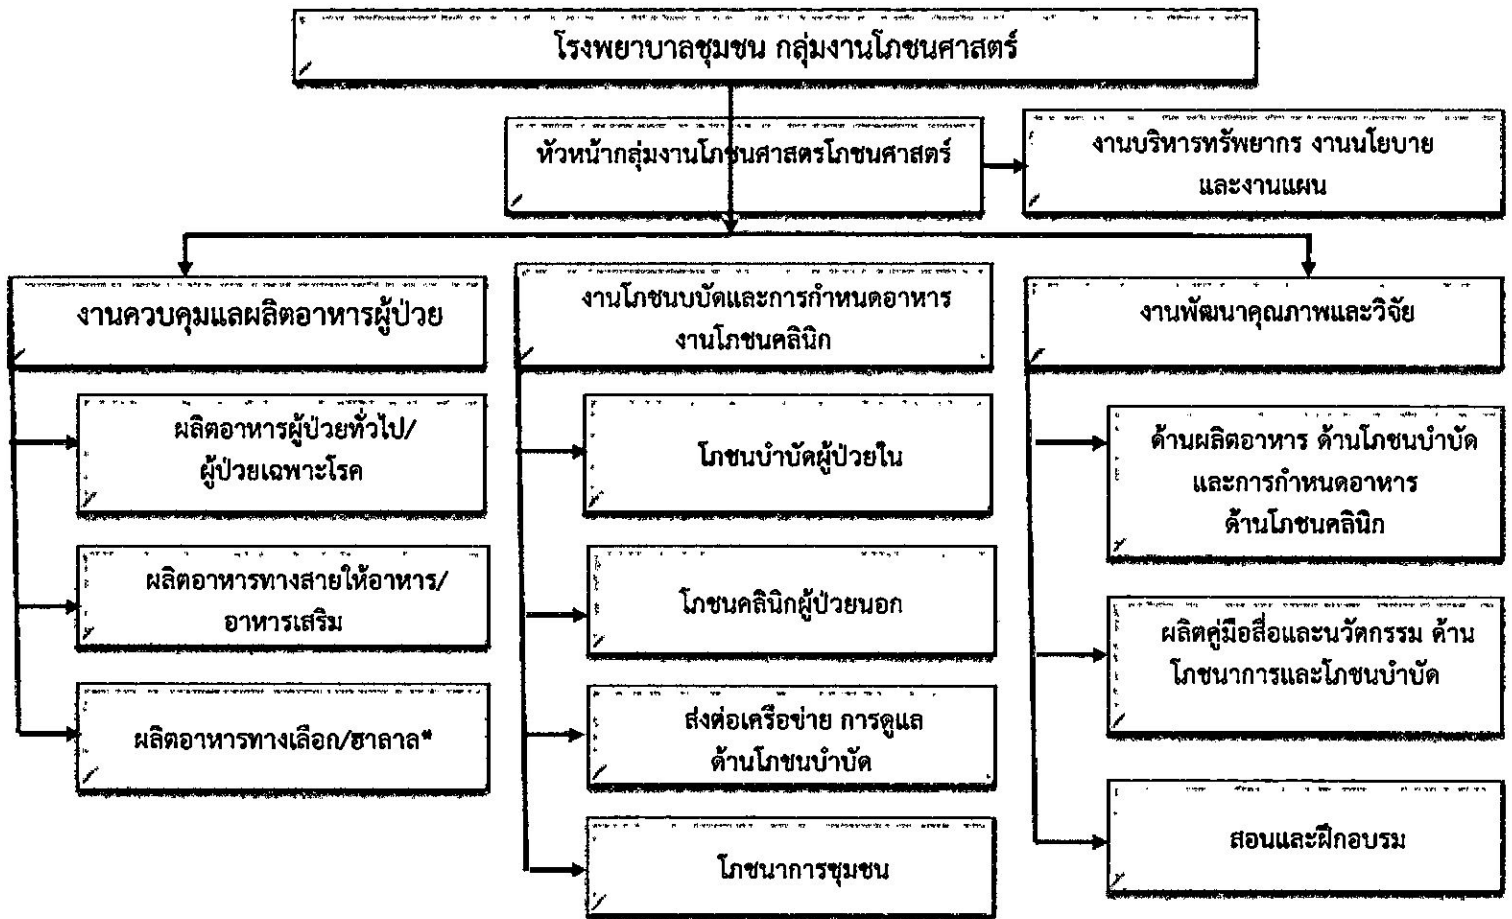 โรงพยาบาลชุมชน กลุ่มงานโภชนศาสตร์
หัวหน้ากลุ่มงานโภชนศาสตรโภชนศาสตร์
งานบริหารทรัพยากร งานนโยบาย
และงานแผน
งานควบคุมแลผลิตอาหารผู้ป่วย
ผลิตอาหารผู้ป่วยทั่วไป/
ผู้ป่วยเฉพาะโรค
ผลิตอาหารทางสายให้อาหาร/
อาหารเสริม
ผลิตอาหารทางเลือก/ฮาลาล*
งานโภชนบบัดและการกำหนดอาหาร
งานโภชนคลินิก
โภชนบำบัดผู้ป่วยใน
โภชนคลินิกผู้ป่วยนอก
ส่งต่อเครือข่าย การดูแล
ด้านโภชนบำบัด
โภชนาการชุมชน
งานพัฒนาคุณภาพและวิจัย
ด้านผลิตอาหาร ด้านโภชนบำบัด
และการกำหนดอาหาร
ด้านโภชนคลินิก
ผลิตคู่มือสื่อและนวัตกรรม ด้าน
โภชนาการและโภชนบำบัด
สอนและฝึกอบรม